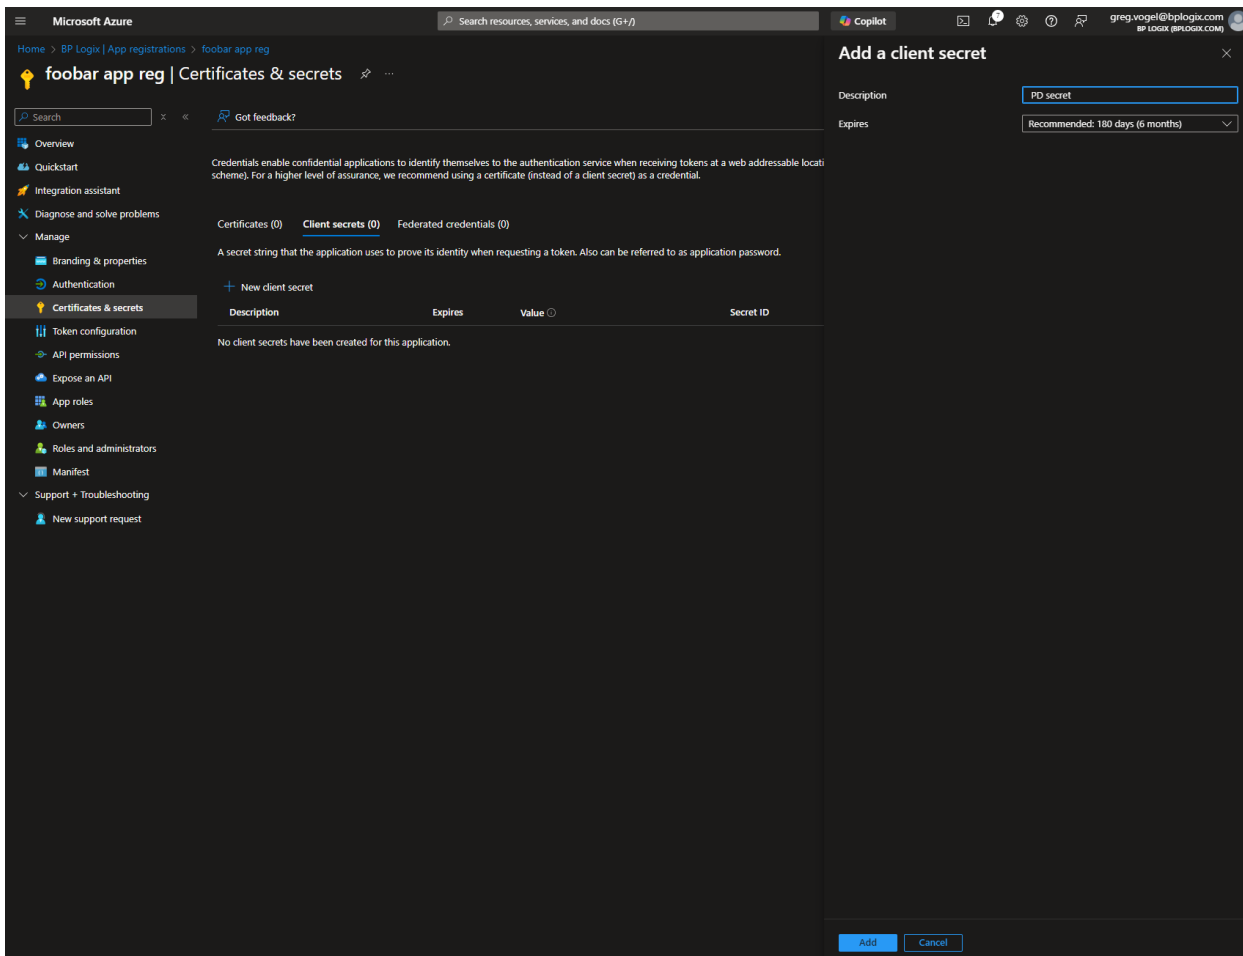 Microsoft Azure
Search resources, services, and docs (G+/)
Copilot
7
greg.vogel@bplogix.com
BP LOGIX (BPLOGIX.COM)
Home > BP Logix | App registrations > foobar app reg
foobar app reg | Certificates & secrets
Search
Overview
Quickstart
Integration assistant
Diagnose and solve problems
Manage
Branding & properties
Authentication
Certificates & secrets
Token configuration
API permissions
Expose an API
App roles
Owners
Roles and administrators
Manifest
Support + Troubleshooting
New support request
Got feedback?
Credentials enable confidential applications to identify themselves to the authentication service when receiving tokens at a web addressable locati
scheme). For a higher level of assurance, we recommend using a certificate (instead of a client secret) as a credential.
Certificates (0) Client secrets (0) Federated credentials (0)
A secret string that the application uses to prove its identity when requesting a token. Also can be referred to as application password.
New client secret
Description Expires Value Secret ID
No client secrets have been created for this application.
Add a client secret
Description PD secret
Expires Recommended: 180 days (6 months)
Add Cancel